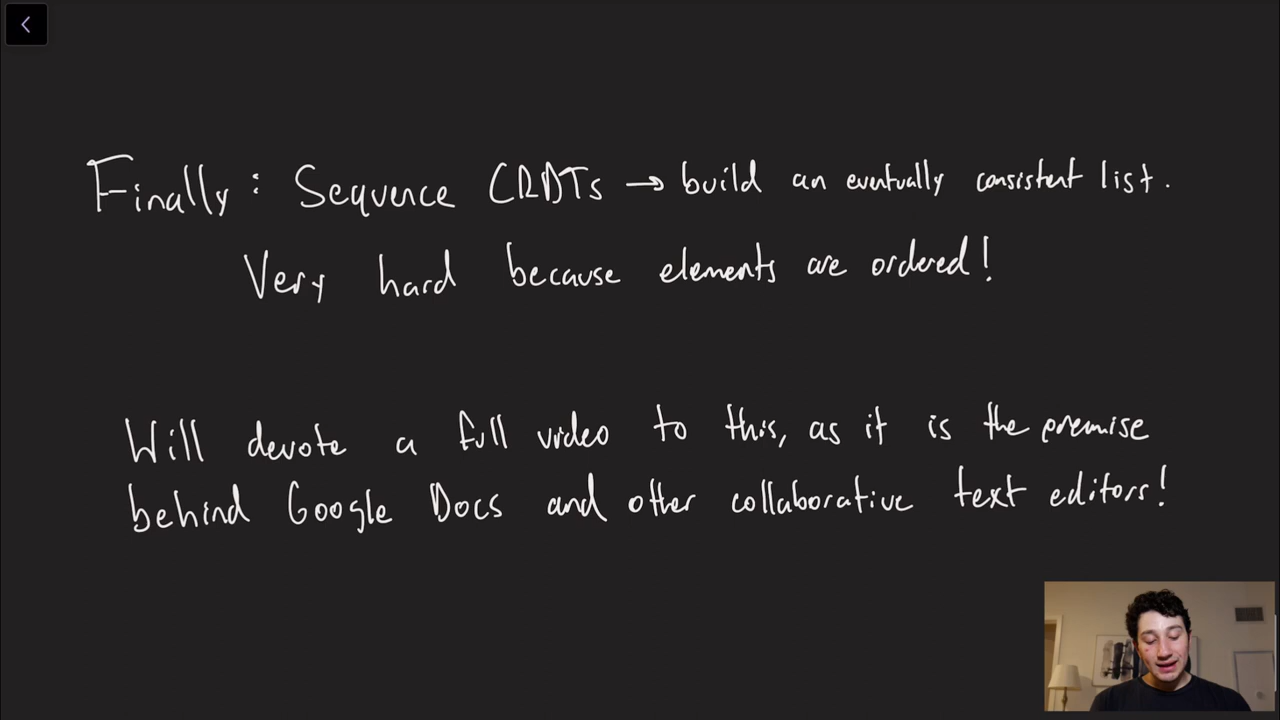 Finally: Sequence CRDTs → build an eventually consistent list.
Very hard because elements are ordered!
Will devote a full video to this, as it is the premise
behind Google Docs and other collaborative text editors!